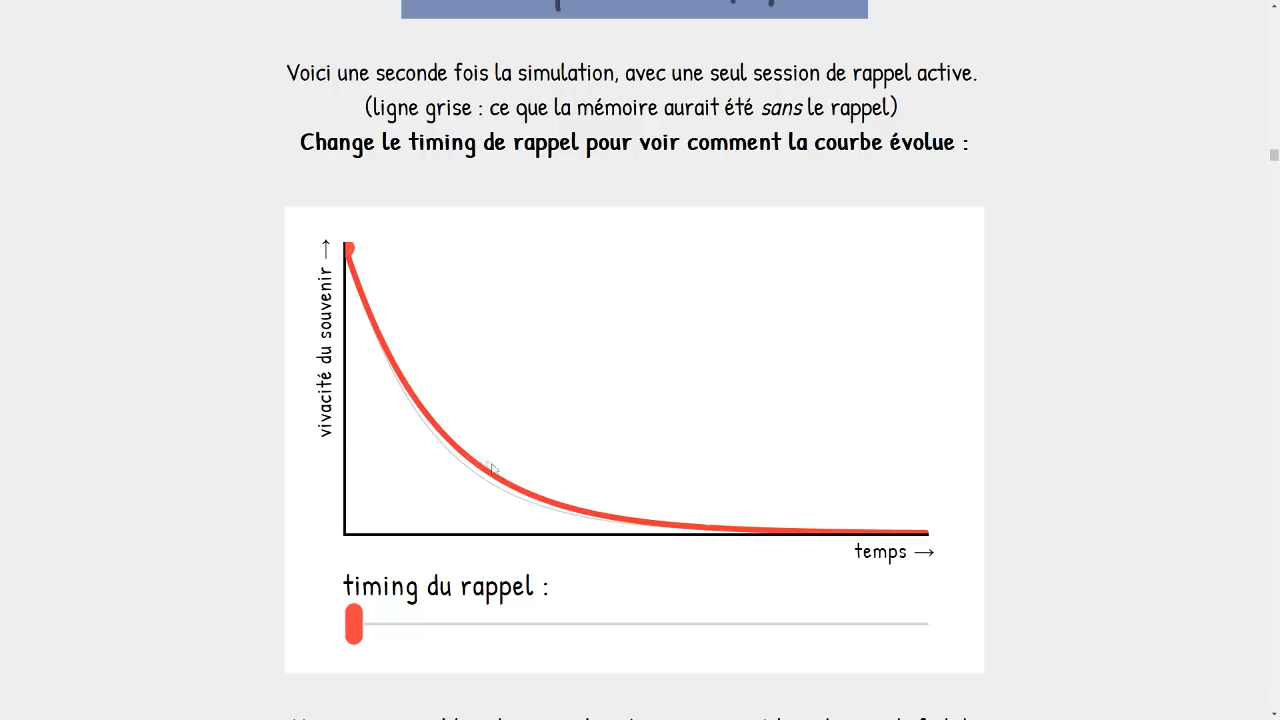 Voici une seconde fois la simulation, avec une seul session de rappel active.
(ligne grise : ce que la mémoire aurait été sans le rappel)
Change le timing de rappel pour voir comment la courbe évolue :
vivacité du souvenir →
temps →
timing du rappel :